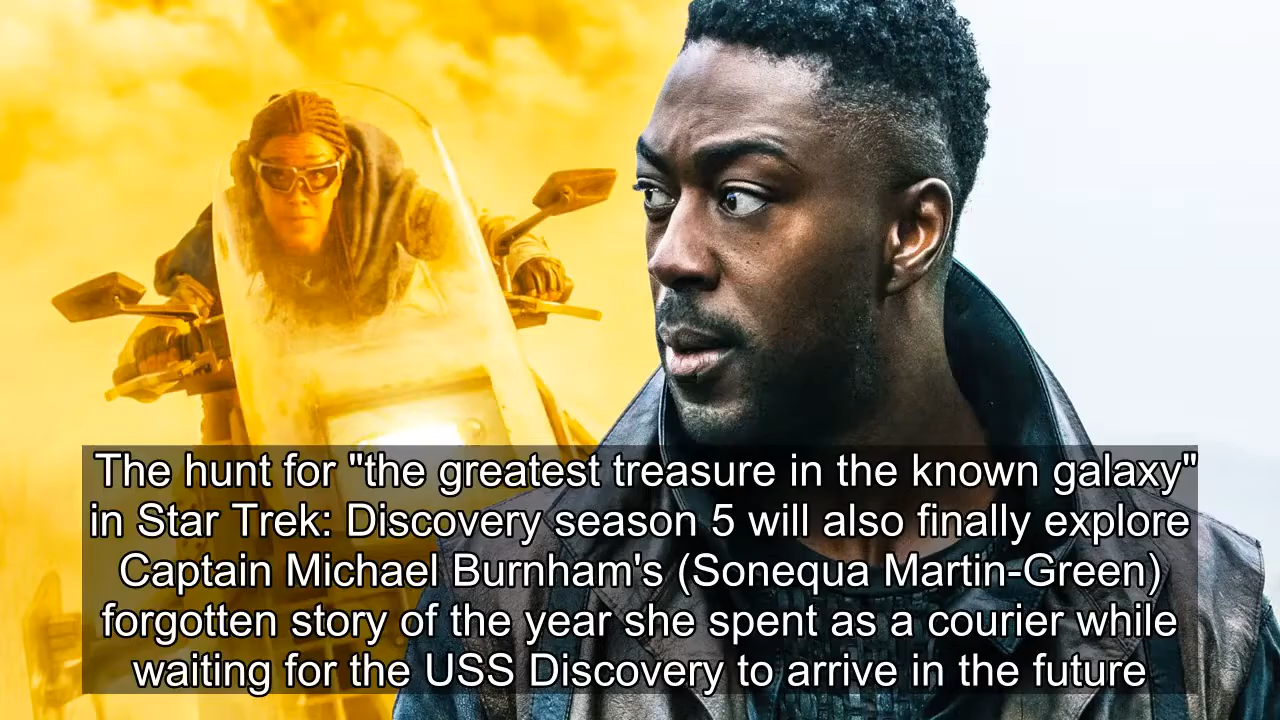 The hunt for "the greatest treasure in the known galaxy"
in Star Trek: Discovery season 5 will also finally explore
Captain Michael Burnham's (Sonequa Martin-Green)
forgotten story of the year she spent as a courier while
waiting for the USS Discovery to arrive in the future